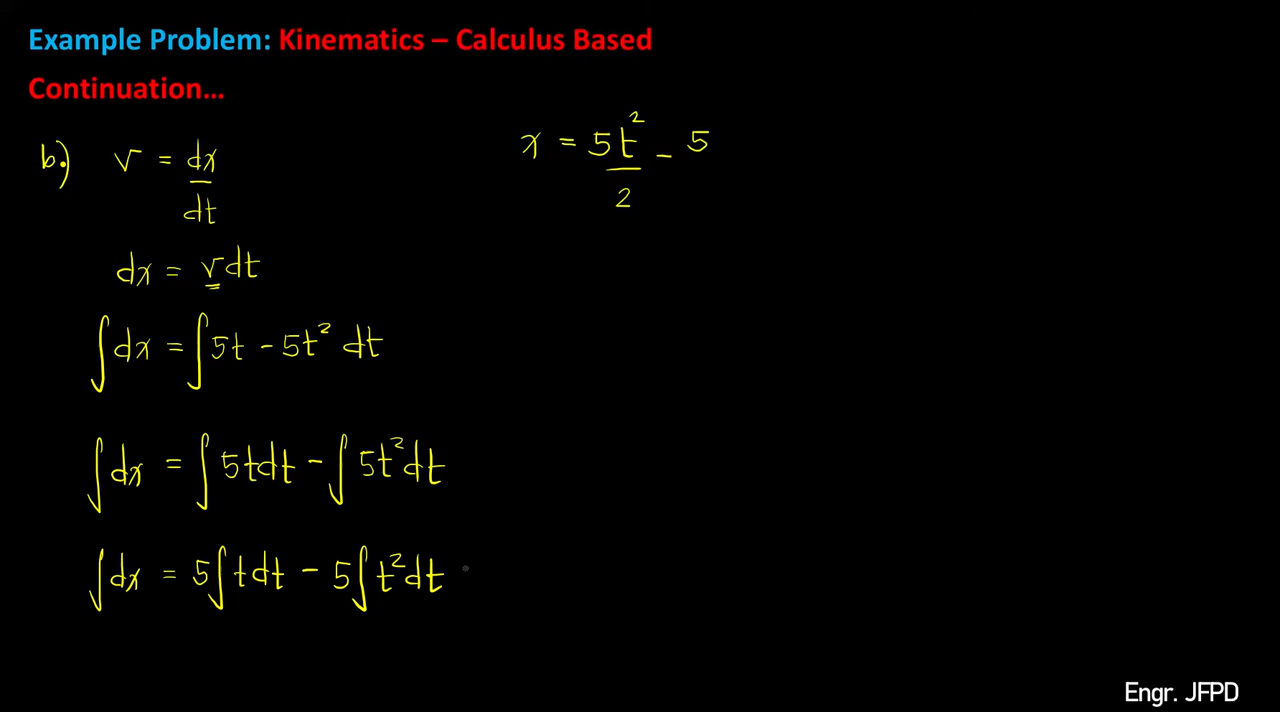 Example Problem: Kinematics – Calculus Based
Continuation...
b.) v = dx/dt
dx = v dt
∫dx = ∫5t - 5t² dt
∫dx = ∫5tdt - ∫5t²dt
∫dx = 5∫tdt - 5∫t²dt
x = 5t²/2 - 5
Engr. JFPD